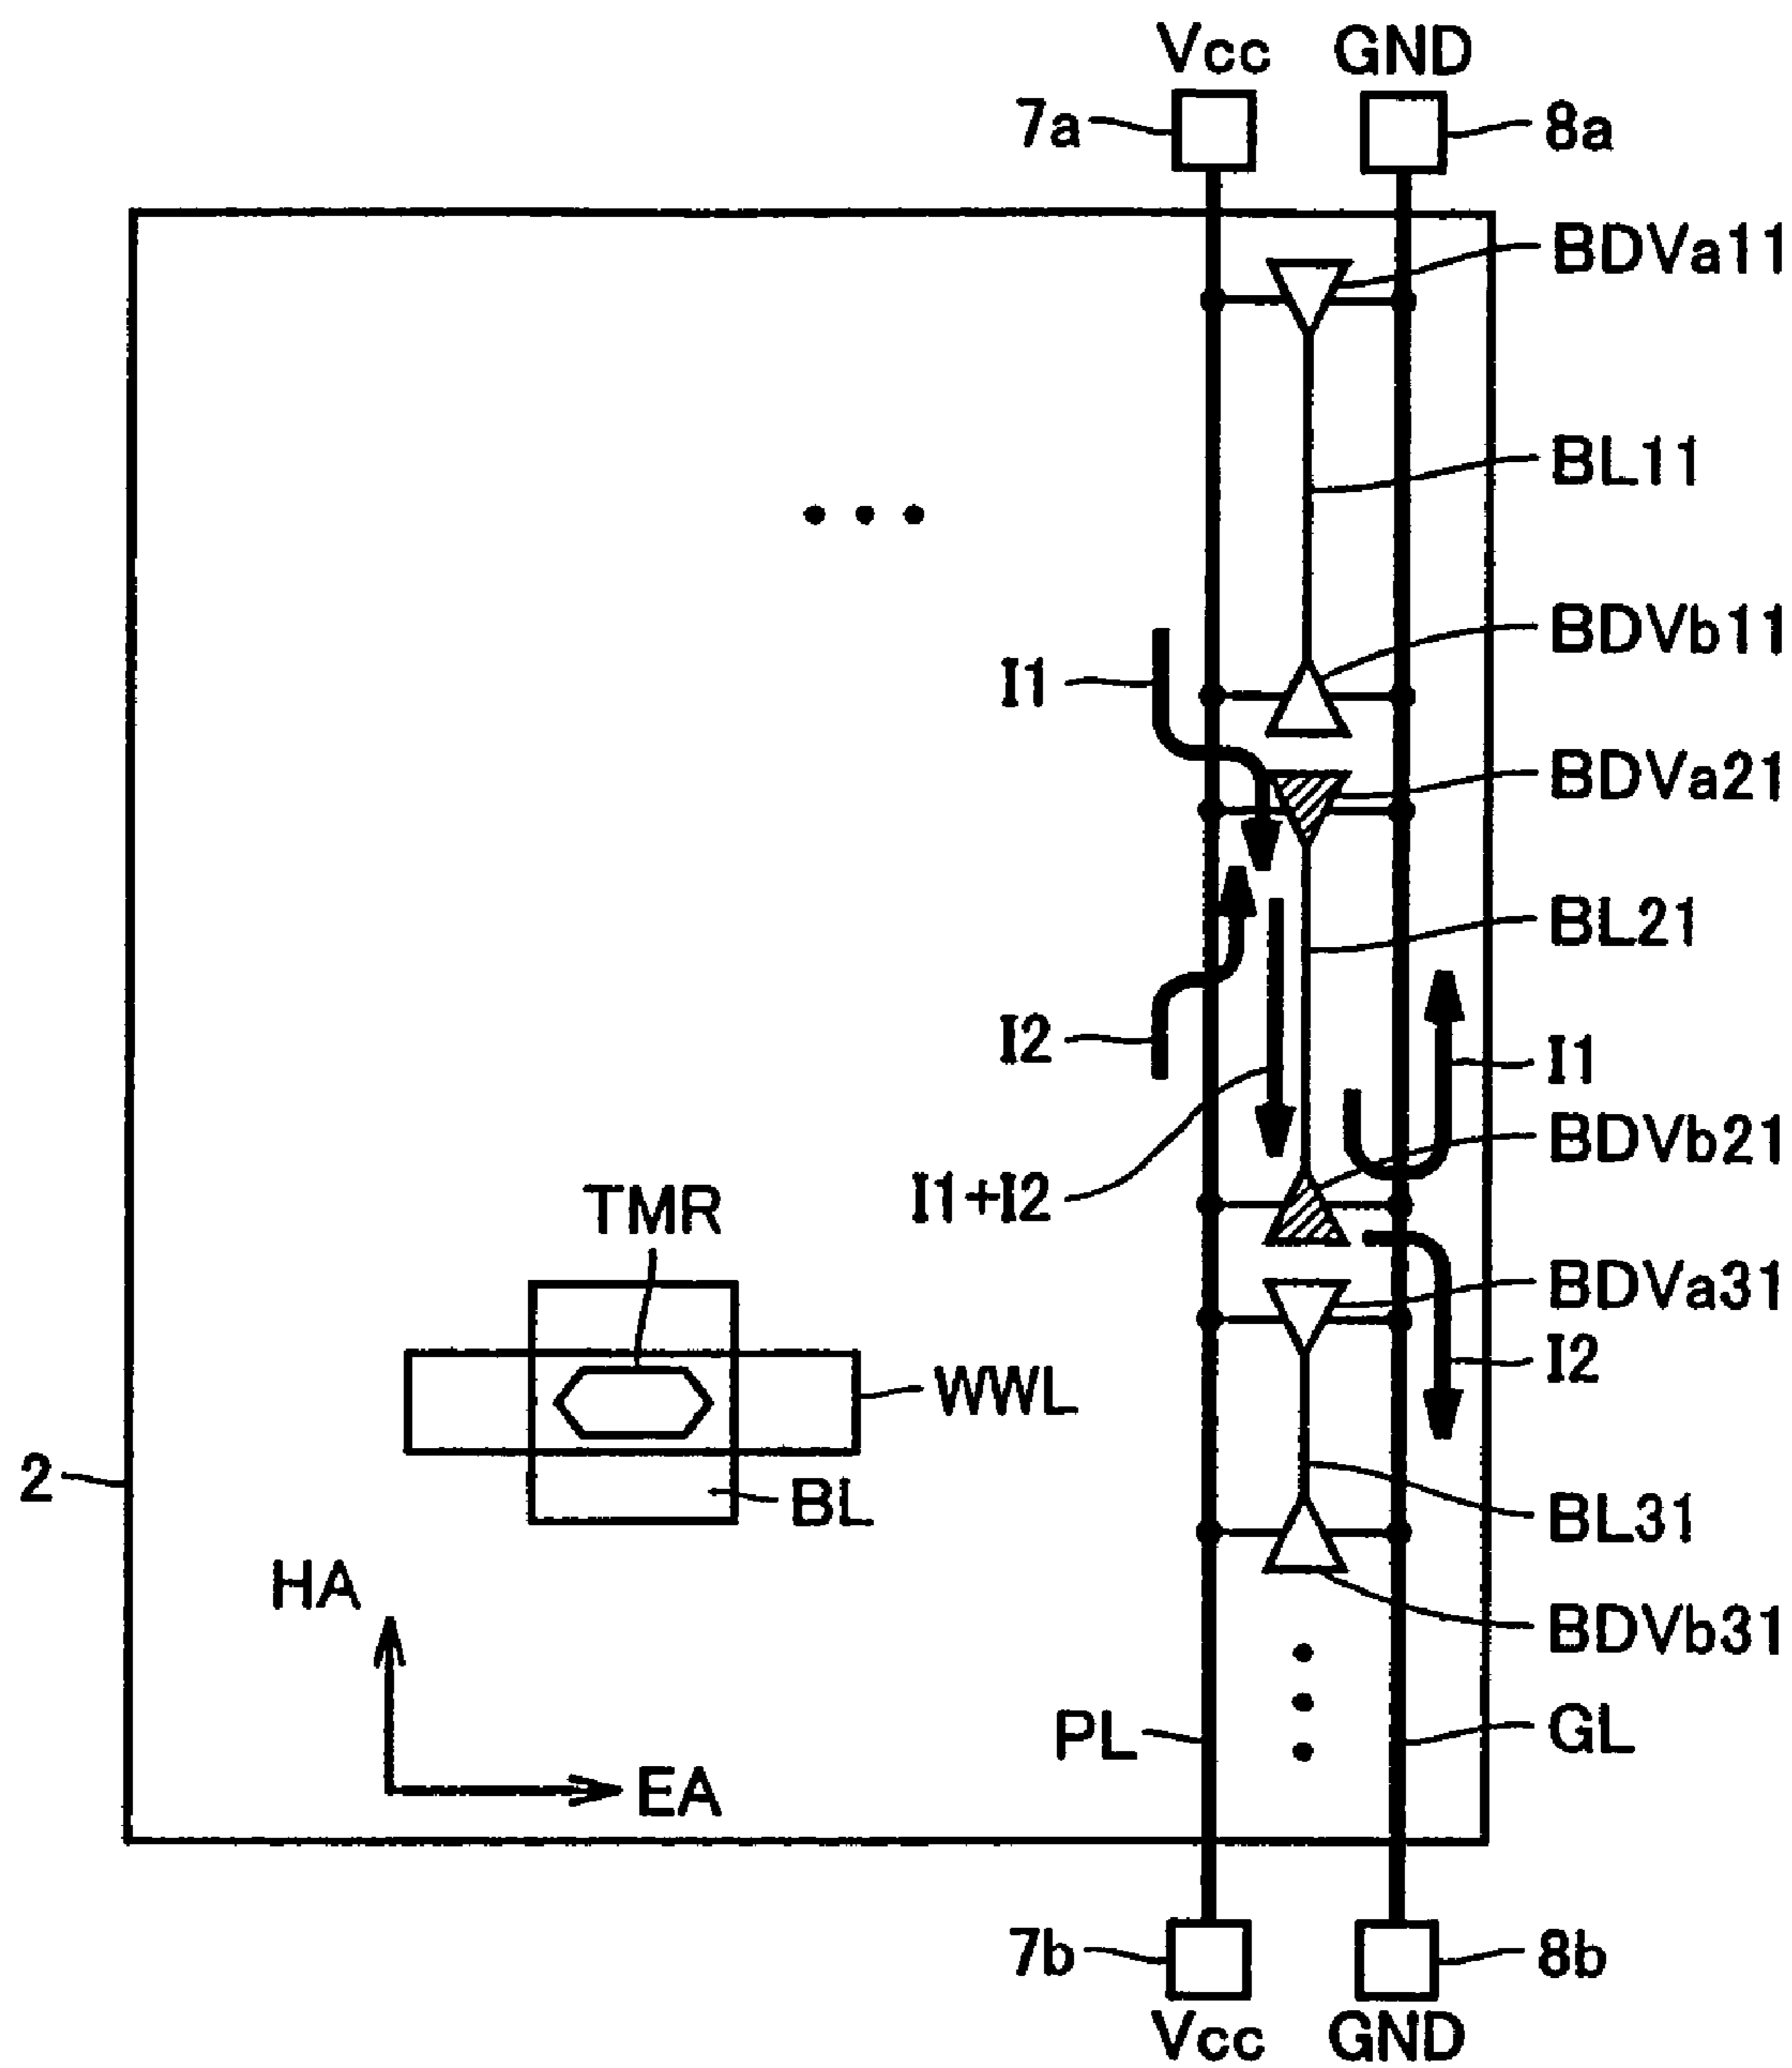 Vcc GND
7a 8a
BDVa11
BL11
BDVb11
I1
BDVa21
BL21
I2
I1
BDVb21
I1+I2
TMR
BDVa31
I2
WWL
2
BL
BL31
HA
BDVb31
PL
GL
EA
7b 8b
Vcc GND